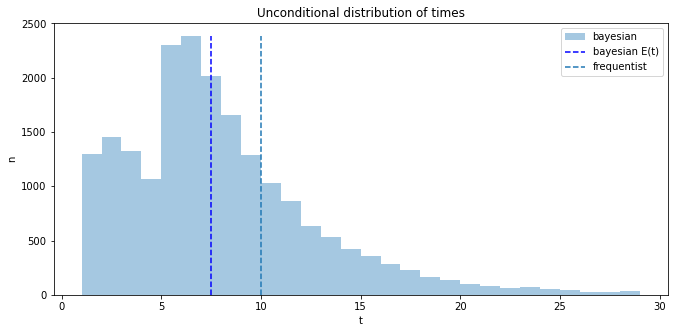 Unconditional distribution of times
bayesian
bayesian E(t)
frequentist
n
2500
2000
1500
1000
500
0
0
5
10
15
20
25
30
t